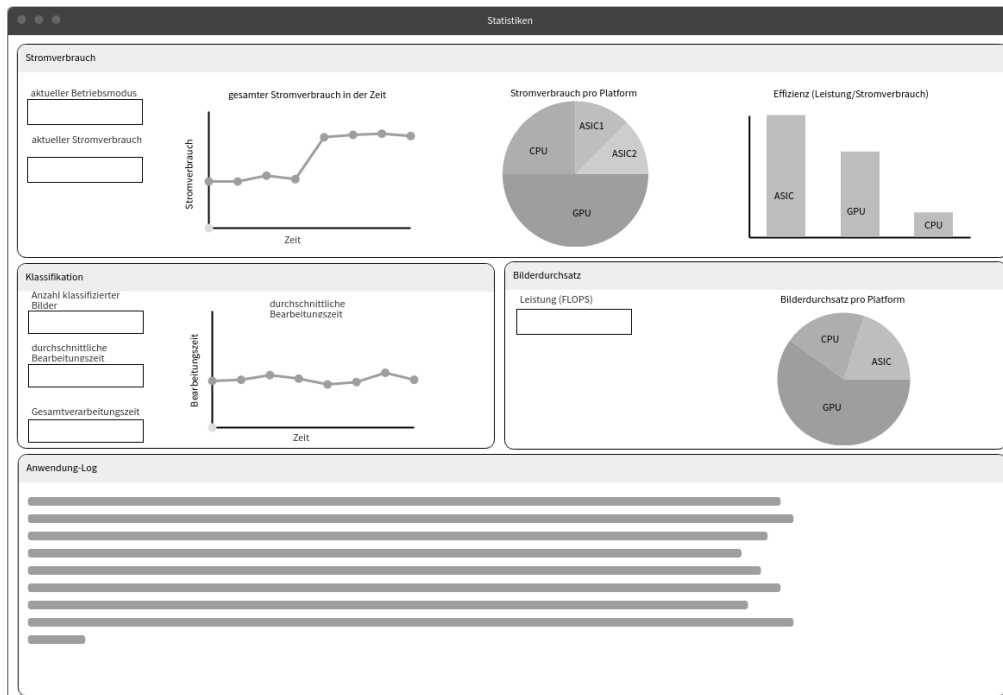 Statistiken
Stromverbrauch
aktueller Betriebsmodus
aktueller Stromverbrauch
gesamter Stromverbrauch in der Zeit
Stromverbrauch
Zeit
Stromverbrauch pro Platform
ASIC1
ASIC2
CPU
GPU
Effizienz (Leistung/Stromverbrauch)
ASIC
GPU
CPU
Klassifikation
Anzahl klassifizierter
Bilder
durchschnittliche
Bearbeitungszeit
Gesamtverarbeitungszeit
durchschnittliche
Bearbeitungszeit
Bearbeitungszeit
Zeit
Bilderdurchsatz
Leistung (FLOPS)
Bilderdurchsatz pro Platform
CPU
ASIC
GPU
Anwendung-Log